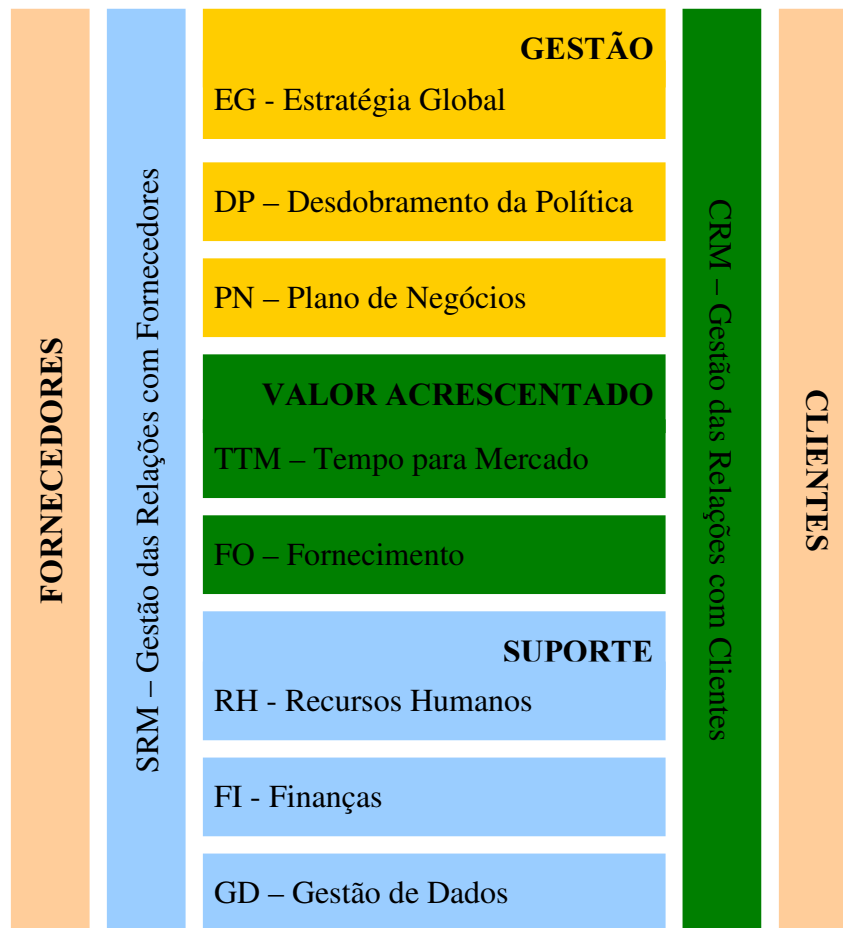 FORNECEDORES
SRM – Gestão das Relações com Fornecedores
GESTÃO
EG - Estratégia Global
DP – Desdobramento da Política
PN – Plano de Negócios
VALOR ACRESCENTADO
TTM – Tempo para Mercado
FO – Fornecimento
SUPORTE
RH - Recursos Humanos
FI - Finanças
GD – Gestão de Dados
CRM – Gestão das Relações com Clientes
CLIENTES